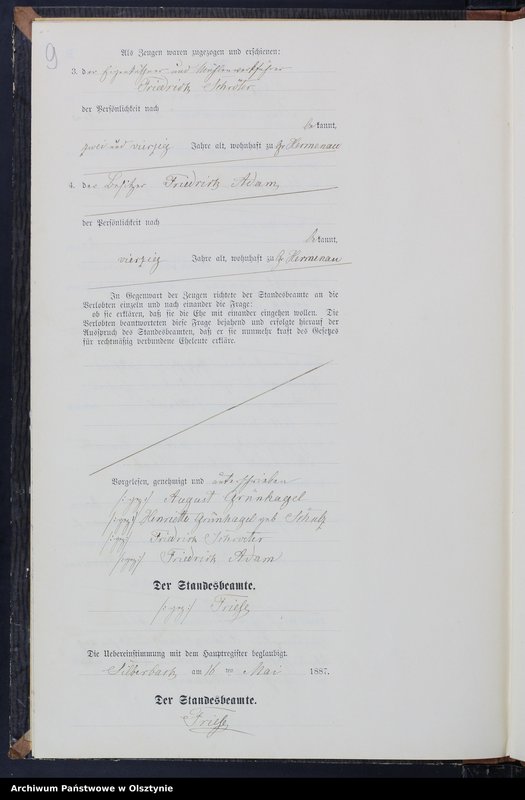 9
Als Zeugen waren zugezogen und erschienen:
3. der Eigenkäthner und Mühlenwerkführer
Friedrich Schröter
der Persönlichkeit nach
bekannt,
zwei und vierzig Jahre alt, wohnhaft zu Gr Hermenau
4. der Besitzer Friedrich Adam,
der Persönlichkeit nach
bekannt,
vierzig Jahre alt, wohnhaft zu Gr Hermenau
In Gegenwart der Zeugen richtete der Standesbeamte an die
Verlobten einzeln und nach einander die Frage:
ob sie erklären, daß sie die Ehe mit einander eingehen wollen. Die
Verlobten beantworteten diese Frage bejahend und erfolgte hierauf der
Ausspruch des Standesbeamten, daß er sie nunmehr kraft des Gesetzes
für rechtmäßig verbundene Eheleute erkläre.
Vorgelesen, genehmigt und unterschrieben
/:gez:/ August Grünhagel
/:gez:/ Henriette Grünhagel geb Schulz
/:gez:/ Friedrich Schroeter
/:gez:/ Friedrich Adam
Der Standesbeamte.
/:gez:/ Friese
Die Uebereinstimmung mit dem Hauptregister beglaubigt.
Silberbach, am 16 ten Mai 1887.
Der Standesbeamte.
Friese
Archiwum Państwowe w Olsztynie